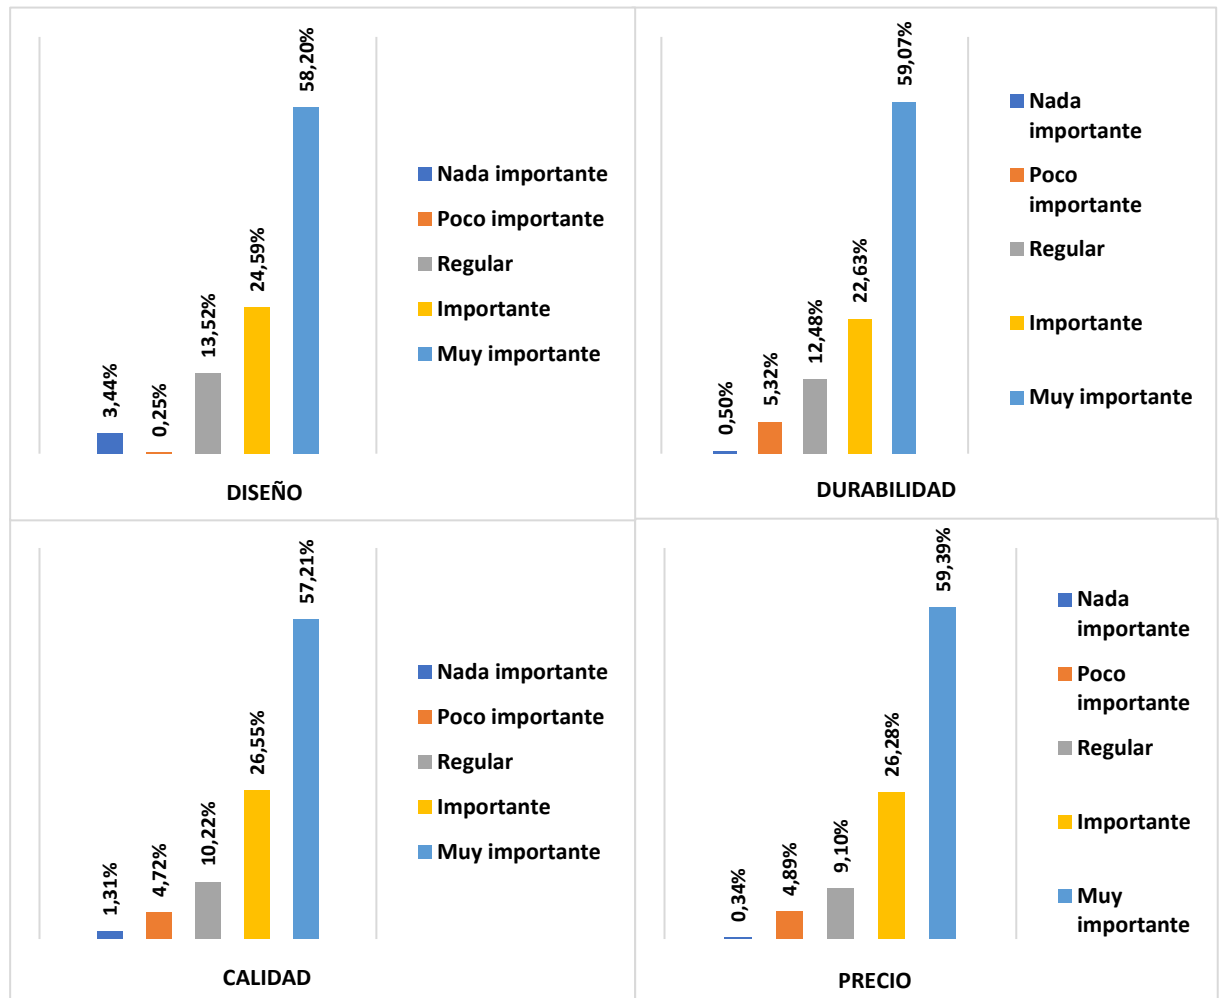 3,44%
0,25%
13,52%
24,59%
58,20%
DISEÑO
Nada importante
Poco importante
Regular
Importante
Muy importante
0,50%
5,32%
12,48%
22,63%
59,07%
DURABILIDAD
Nada
importante
Poco
importante
Regular
Importante
Muy importante
1,31%
4,72%
10,22%
26,55%
57,21%
CALIDAD
Nada importante
Poco importante
Regular
Importante
Muy importante
0,34%
4,89%
9,10%
26,28%
59,39%
PRECIO
Nada
importante
Poco
importante
Regular
Importante
Muy
importante